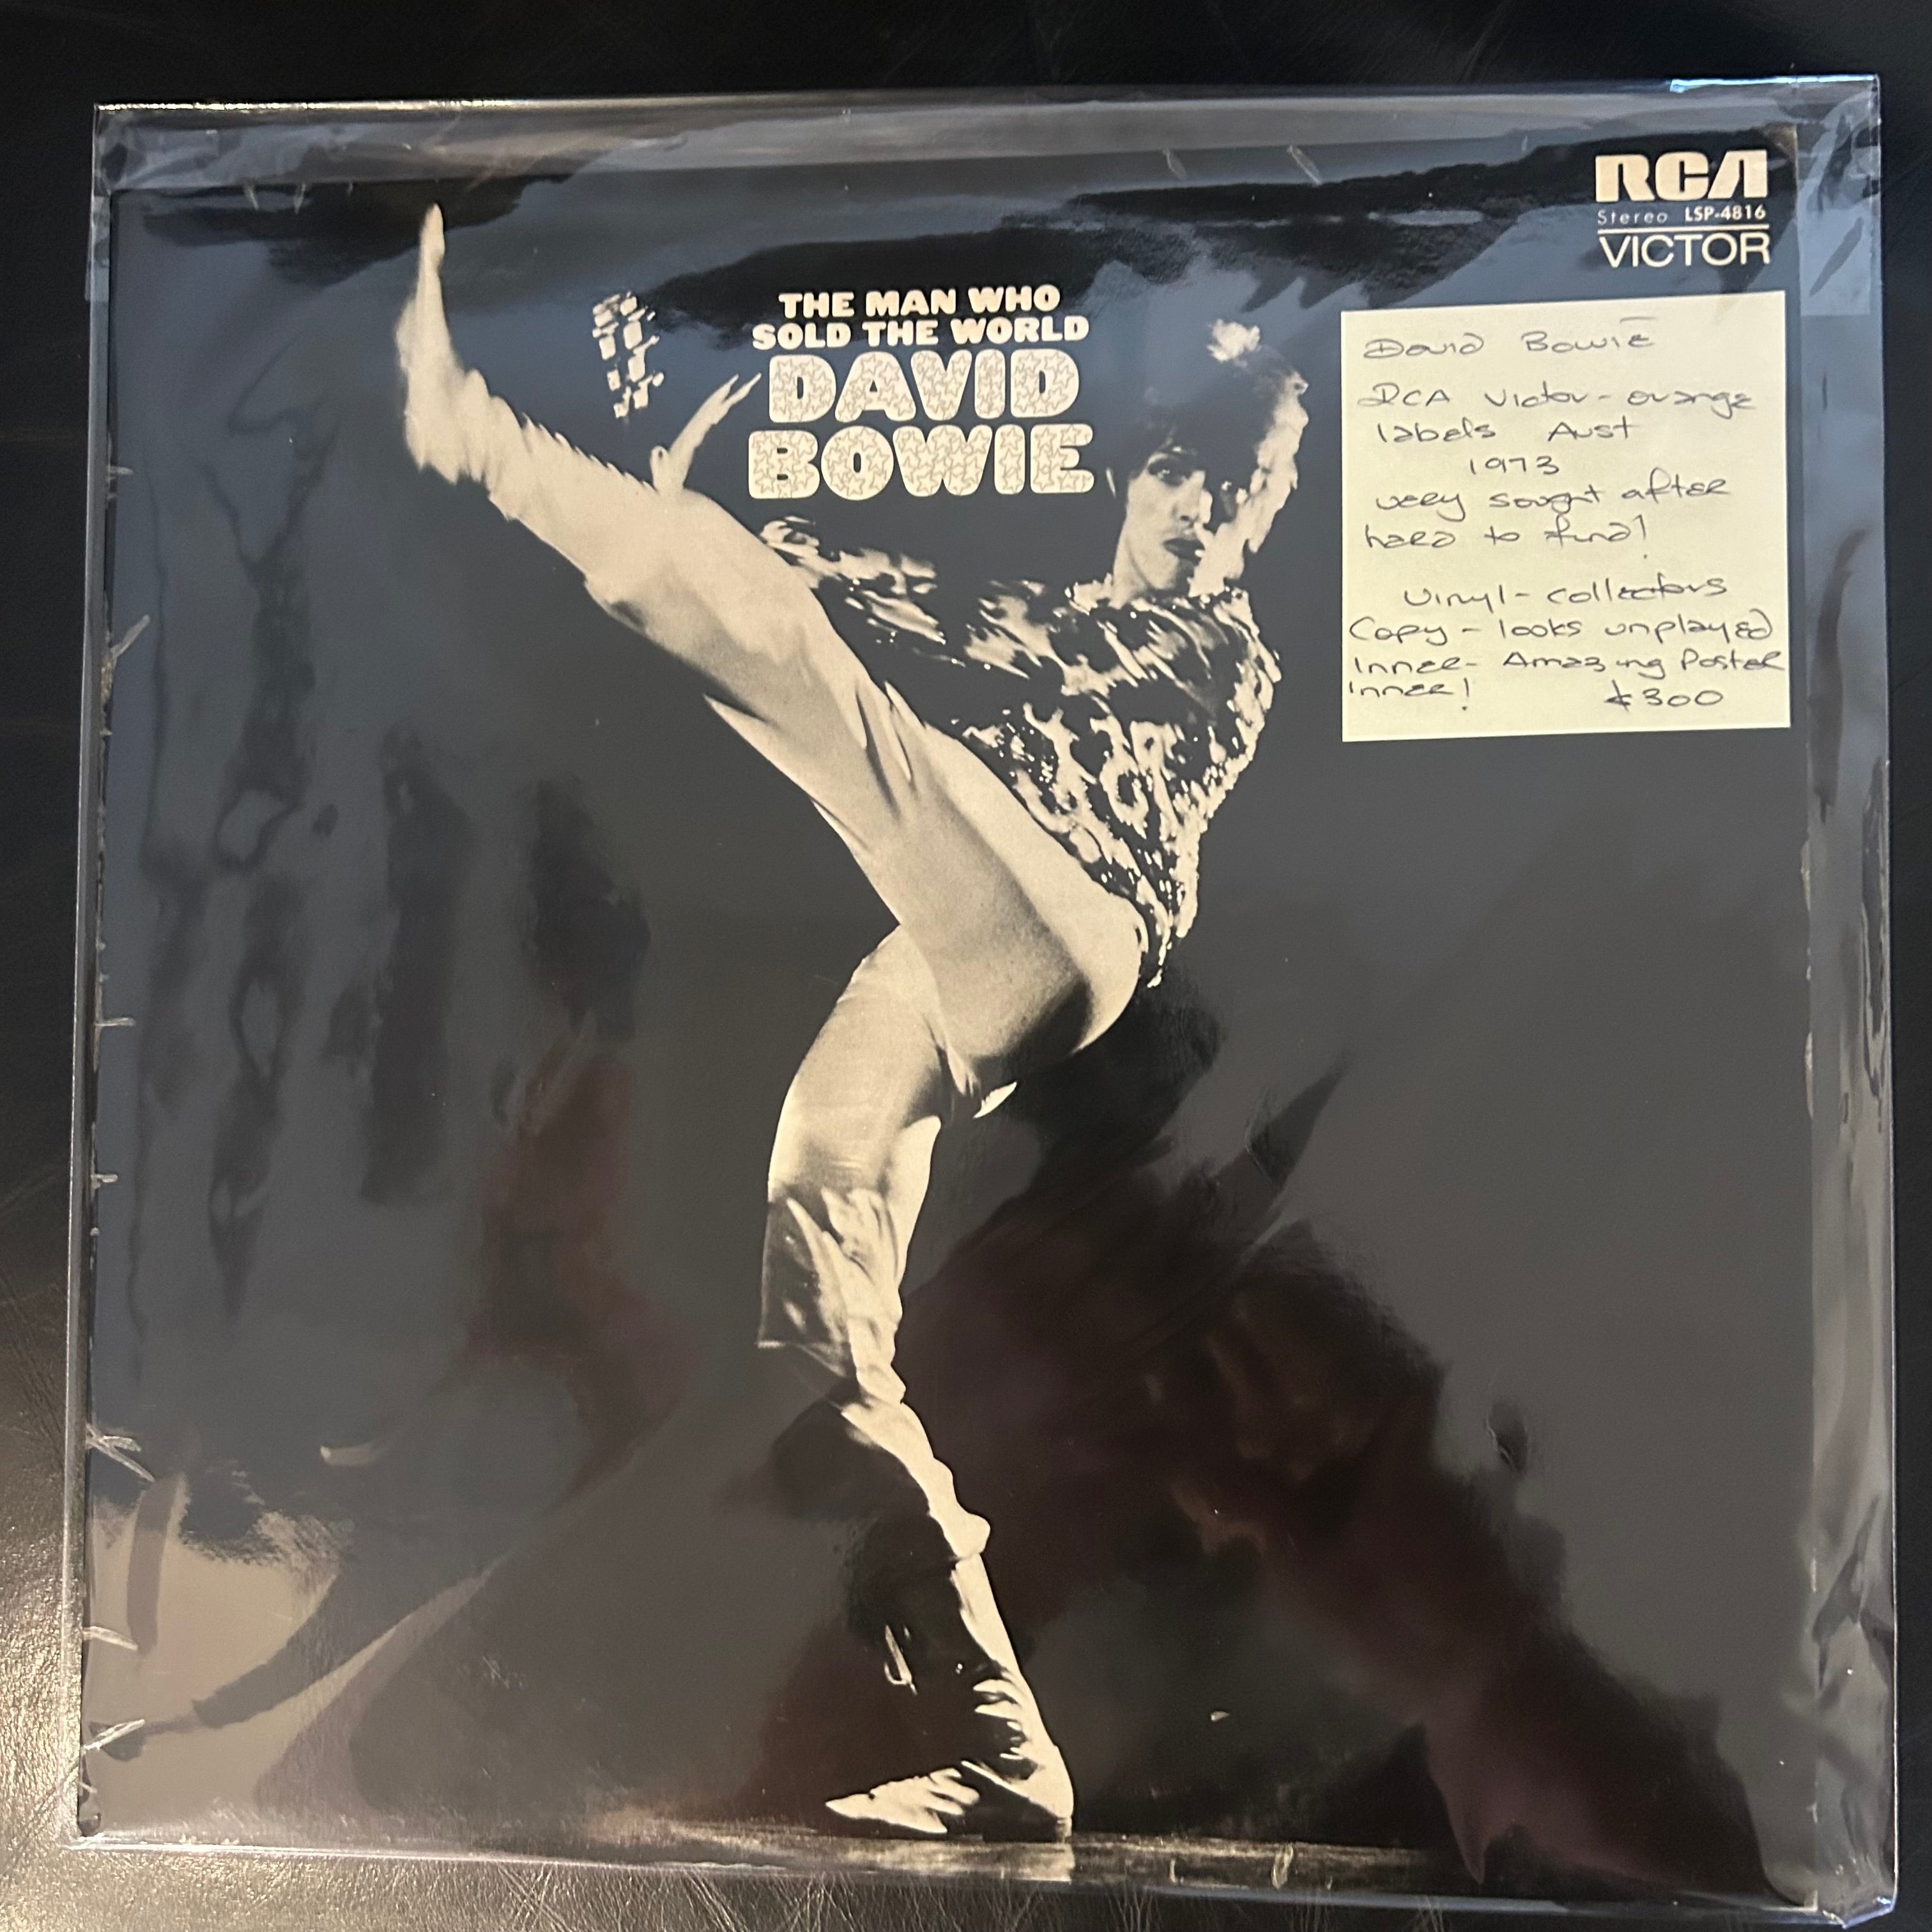 RCA
Stereo LSP-4816
VICTOR
THE MAN WHO
SOLD THE WORLD
DAVID
BOWIE
David Bowie
RCA Victor - orange
labels Aust
1973
very sought after
hard to find!
Vinyl - collectors
Copy - looks unplayed
Inner - Amazing Poster
Inner! $300